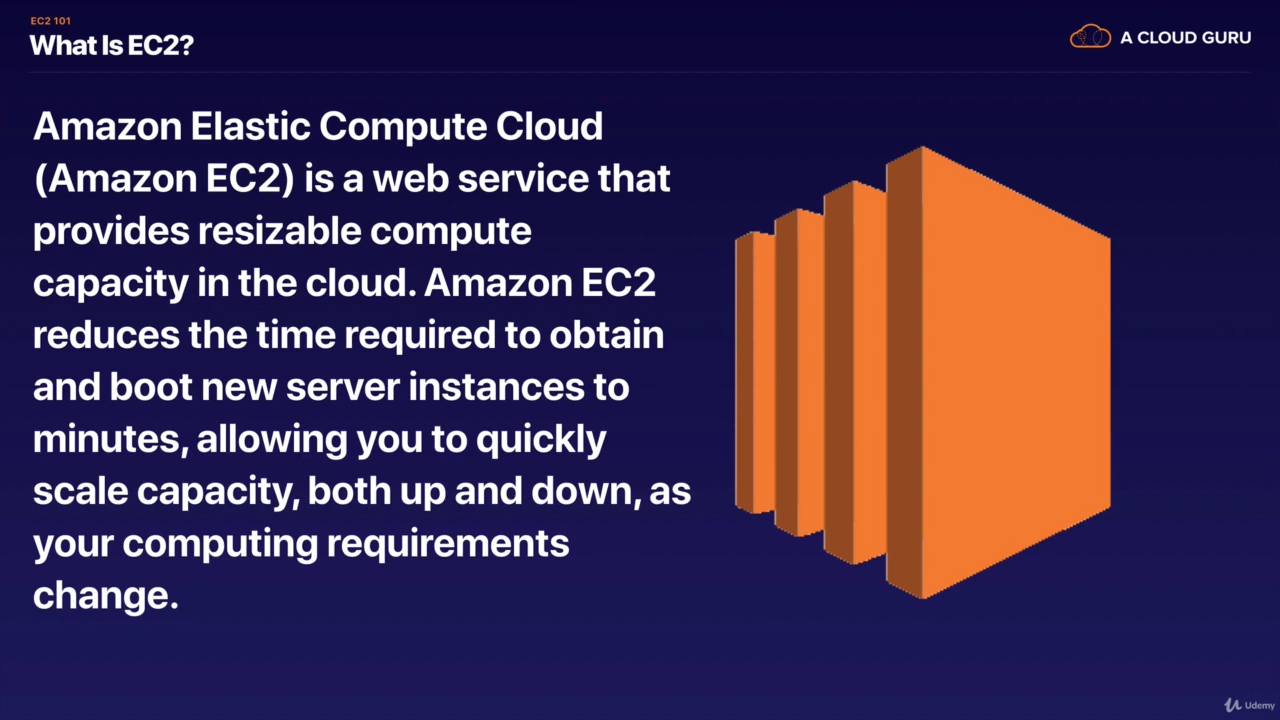 EC2 101
What Is EC2?
A CLOUD GURU
Amazon Elastic Compute Cloud
(Amazon EC2) is a web service that
provides resizable compute
capacity in the cloud. Amazon EC2
reduces the time required to obtain
and boot new server instances to
minutes, allowing you to quickly
scale capacity, both up and down, as
your computing requirements
change.
Udemy